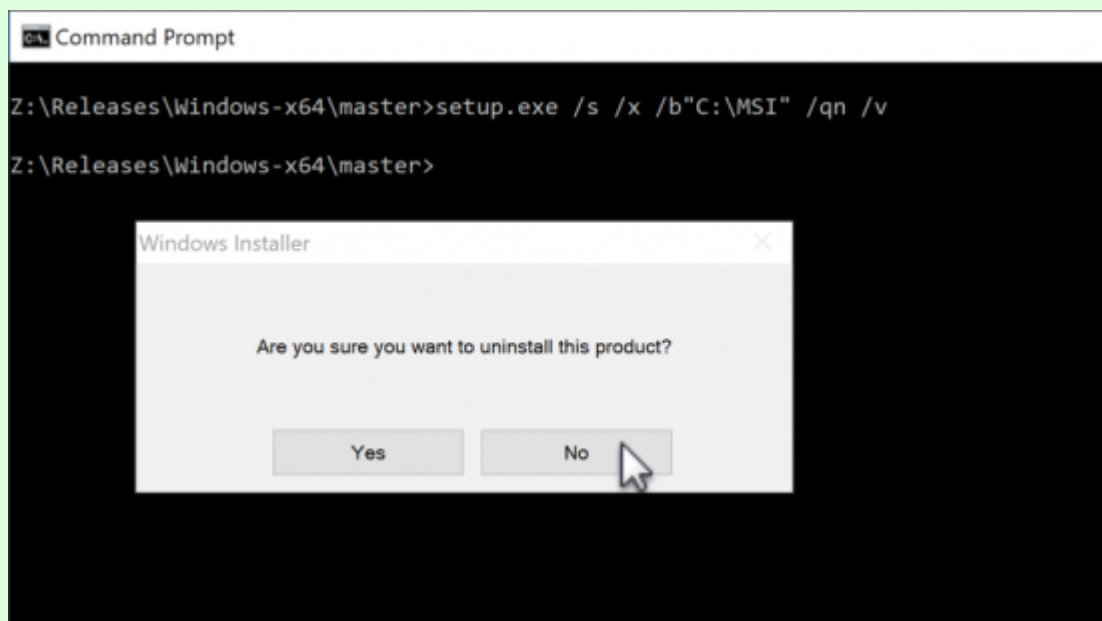 Command Prompt
Z:\Releases\Windows-x64\master>setup.exe /s /x /b"C:\MSI" /qn /v
Z:\Releases\Windows-x64\master>
Windows Installer
Are you sure you want to uninstall this product?
Yes No